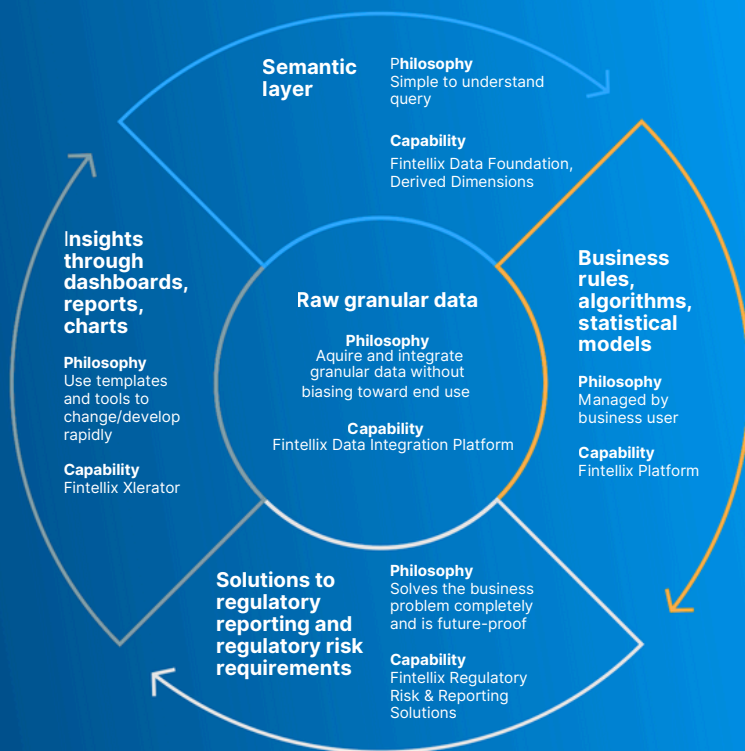 Semantic
layer
Philosophy
Simple to understand
query
Capability
Fintellix Data Foundation,
Derived Dimensions
Insights
through
dashboards,
reports,
charts
Philosophy
Use templates
and tools to
change/develop
rapidly
Capability
Fintellix Xlerator
Raw granular data
Philosophy
Aquire and integrate
granular data without
biasing toward end use
Capability
Fintellix Data Integration Platform
Business
rules,
algorithms,
statistical
models
Philosophy
Managed by
business user
Capability
Fintellix Platform
Solutions to
regulatory
reporting and
regulatory risk
requirements
Philosophy
Solves the business
problem completely
and is future-proof
Capability
Fintellix Regulatory
Risk & Reporting
Solutions